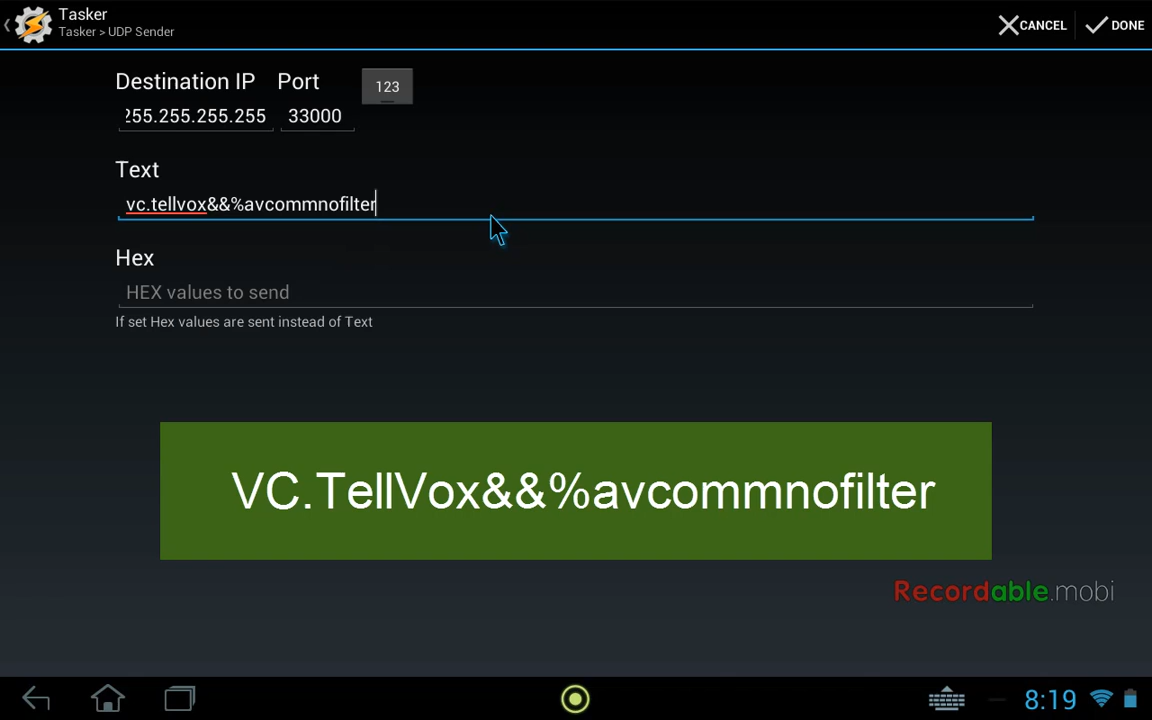 Tasker
Tasker > UDP Sender
CANCEL
DONE
Destination IP Port 123
255.255.255.255 33000
Text
vc.tellvox&&%avcommnofilter
Hex
HEX values to send
If set Hex values are sent instead of Text
VC.TellVox&&%avcommnofilter
Recordable.mobi
8:19